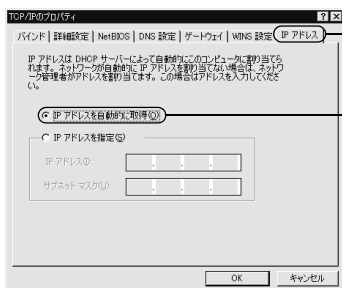 TCP/IPのプロパティ
バインド 詳細設定 NetBIOS DNS 設定 ゲートウェイ WINS 設定 IP アドレス
IP アドレスは DHCP サーバーによって自動的にこのコンピュータに割り当てら
れます。ネットワークが自動的に IP アドレスを割り当てない場合は、ネットワ
ーク管理者がアドレスを割り当てます。この場合はアドレスを入力してくださ
い。
IP アドレスを自動的に取得(O)
IP アドレスを指定(S)
IP アドレス(I):
サブネット マスク(U):
OK キャンセル